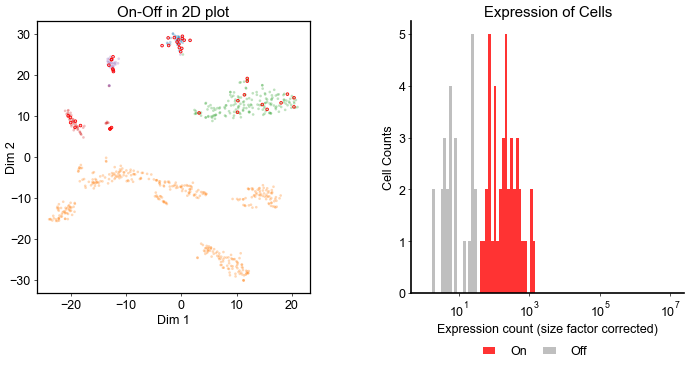 On-Off in 2D plot
Dim 2
30
20
10
0
−10
−20
−30
−20 −10 0 10 20
Dim 1
Expression of Cells
Cell Counts
5
4
3
2
1
0
10^1 10^3 10^5 10^7
Expression count (size factor corrected)
On Off